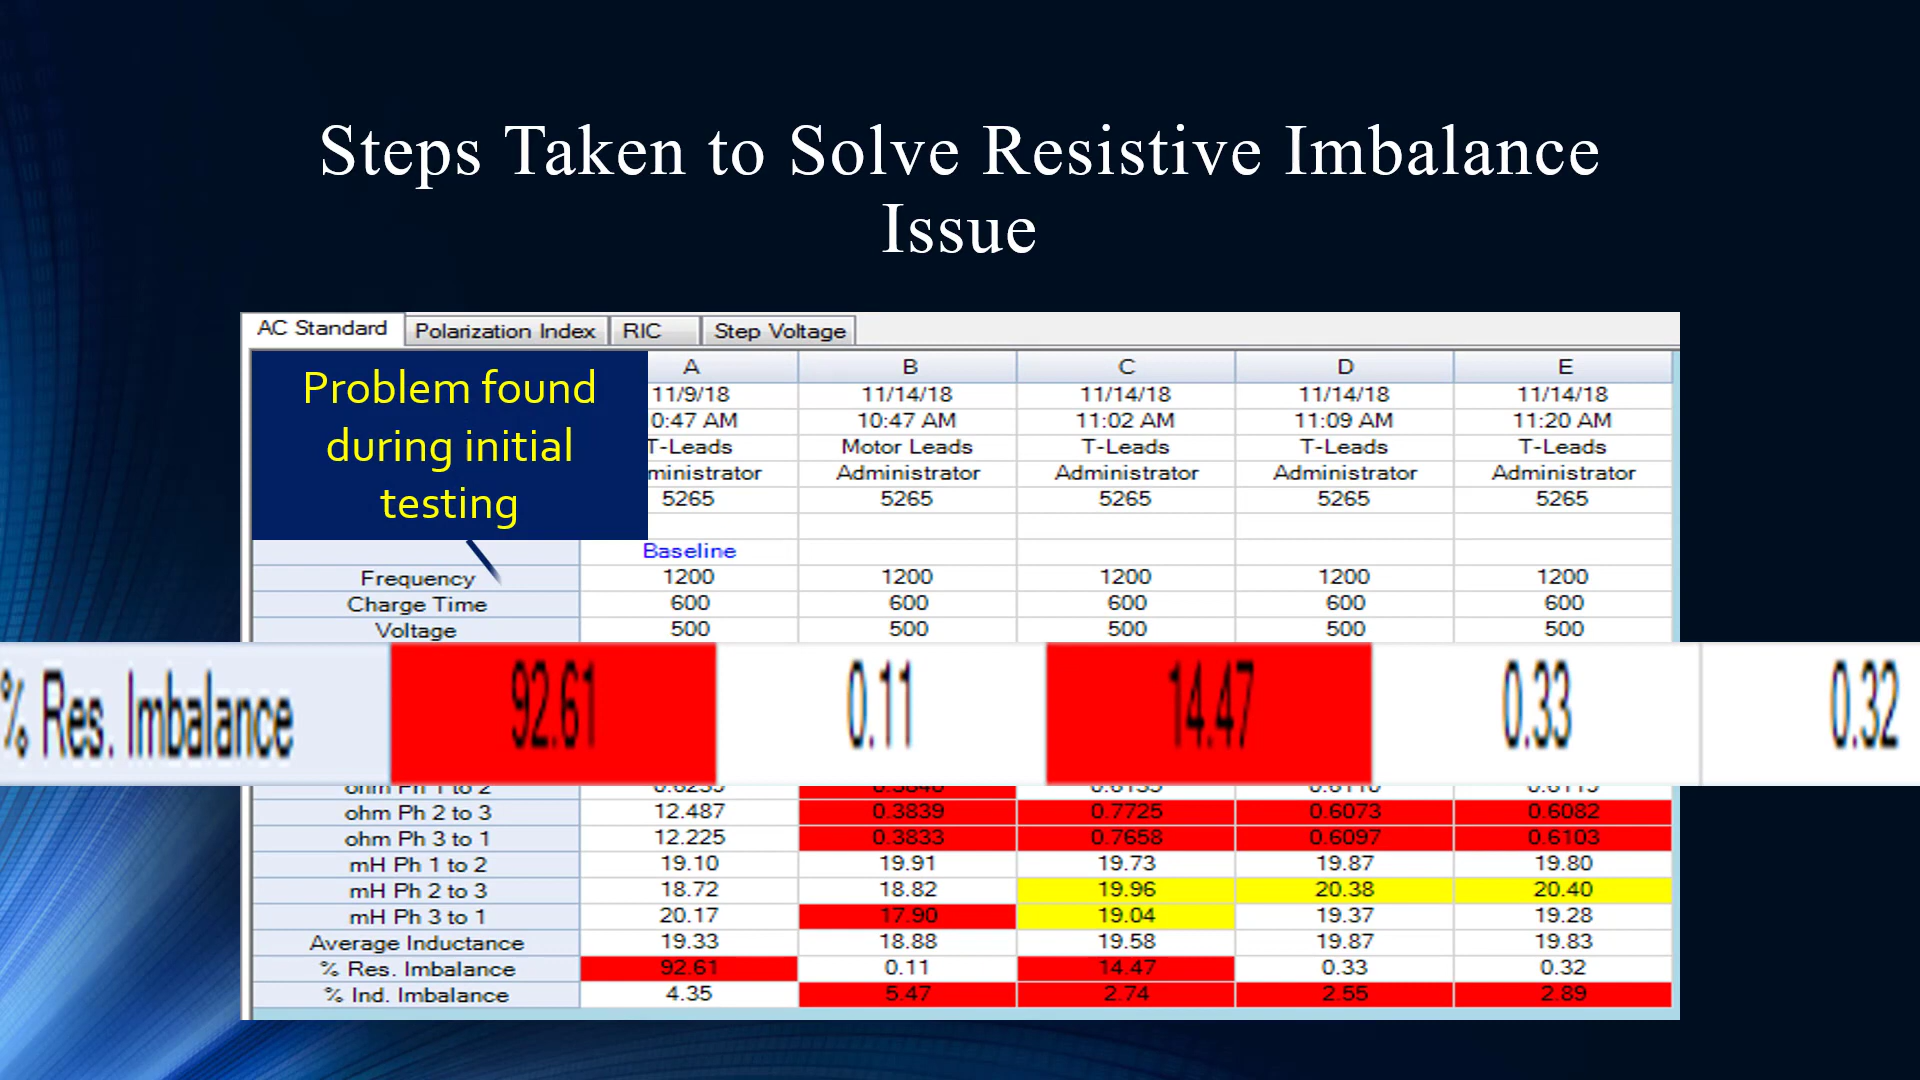 Steps Taken to Solve Resistive Imbalance
Issue
AC Standard Polarization Index RIC Step Voltage
Problem found
during initial
testing
A B C D E
11/9/18 11/14/18 11/14/18 11/14/18 11/14/18
0:47 AM 10:47 AM 11:02 AM 11:09 AM 11:20 AM
T-Leads Motor Leads T-Leads T-Leads T-Leads
ministrator Administrator Administrator Administrator Administrator
5265 5265 5265 5265 5265
Baseline
Frequency 1200 1200 1200 1200 1200
Charge Time 600 600 600 600 600
Voltage 500 500 500 500 500
% Res. Imbalance 92.61 0.11 14.47 0.33 0.32
ohm Ph 1 to 2
ohm Ph 2 to 3 12.487 0.3839 0.7725 0.6073 0.6082
ohm Ph 3 to 1 12.225 0.3833 0.7658 0.6097 0.6103
mH Ph 1 to 2 19.10 19.91 19.73 19.87 19.80
mH Ph 2 to 3 18.72 18.82 19.96 20.38 20.40
mH Ph 3 to 1 20.17 17.90 19.04 19.37 19.28
Average Inductance 19.33 18.88 19.58 19.87 19.83
% Res. Imbalance 92.61 0.11 14.47 0.33 0.32
% Ind. Imbalance 4.35 5.47 2.74 2.55 2.89